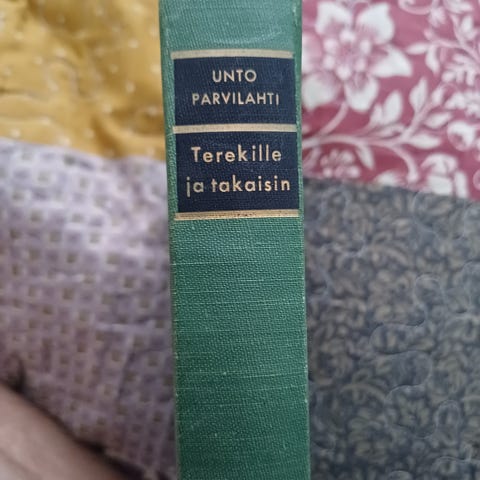 UNTO
PARVILAHTI
Terekille
ja takaisin